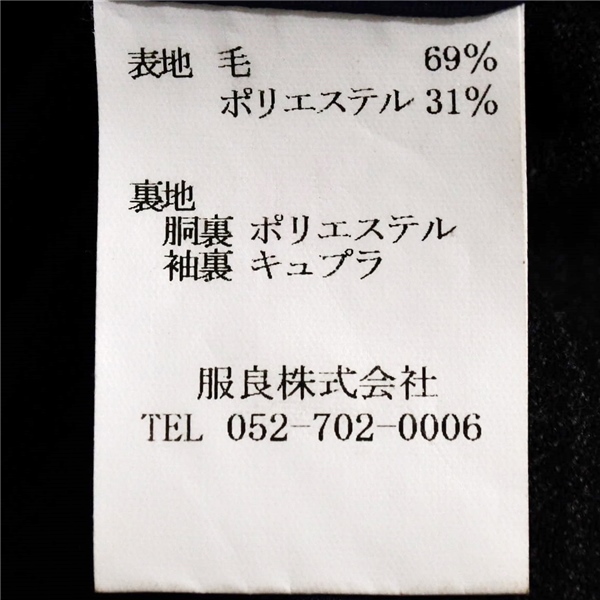 表地 毛 69%
ポリエステル 31%
裏地
胴裏 ポリエステル
袖裏 キュプラ
服良株式会社
TEL 052-702-0006